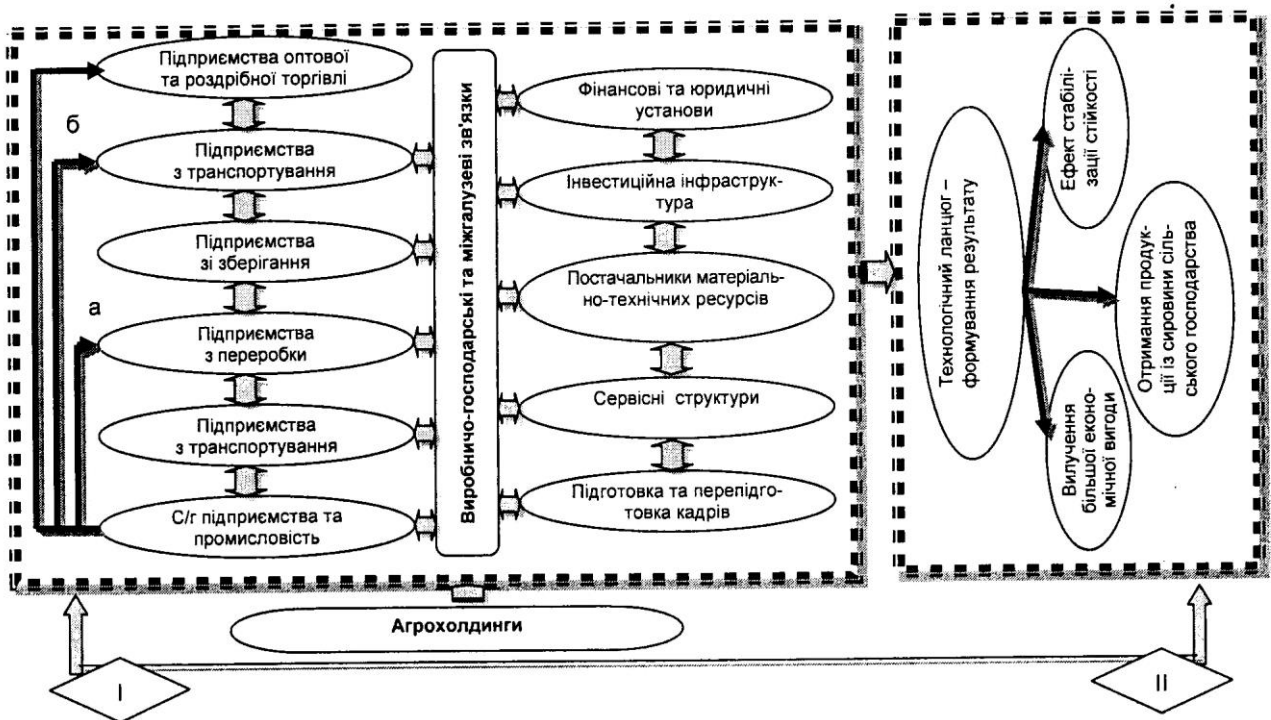 Підприємства оптової
та роздрібної торгівлі
б
Підприємства
з транспортування
Підприємства
зі зберігання
а
Підприємства
з переробки
Підприємства
з транспортування
С/г підприємства та
промисловість
Виробничо-господарські та міжгалузеві зв'язки
Фінансові та юридичні
установи
Інвестиційна інфраструк-
тура
Постачальники матеріаль-
но-технічних ресурсів
Сервісні структури
Підготовка та перепідго-
товка кадрів
Агрохолдинги
Технологічний ланцюг –
формування результату
Ефект стабілі-
зації стійкості
Отримання продук-
ції із сировини сіль-
ського господарства
Вилучення
більшої еконо-
мічної вигоди
I
II